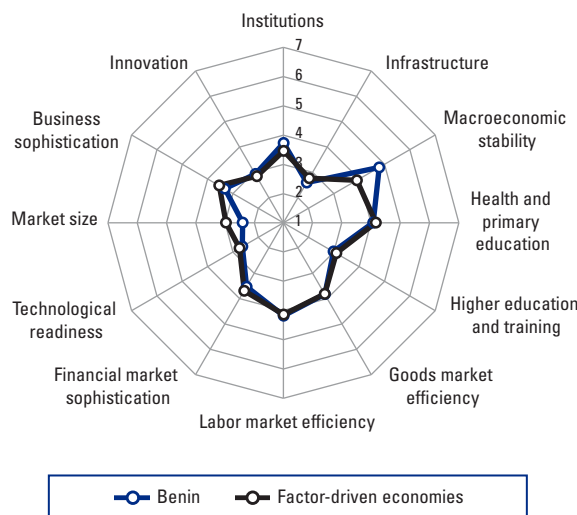 Institutions
Infrastructure
Macroeconomic
stability
Health and
primary
education
Higher education
and training
Goods market
efficiency
Labor market efficiency
Financial market
sophistication
Technological
readiness
Market size
Business
sophistication
Innovation
7
6
5
4
3
2
1
Benin
Factor-driven economies